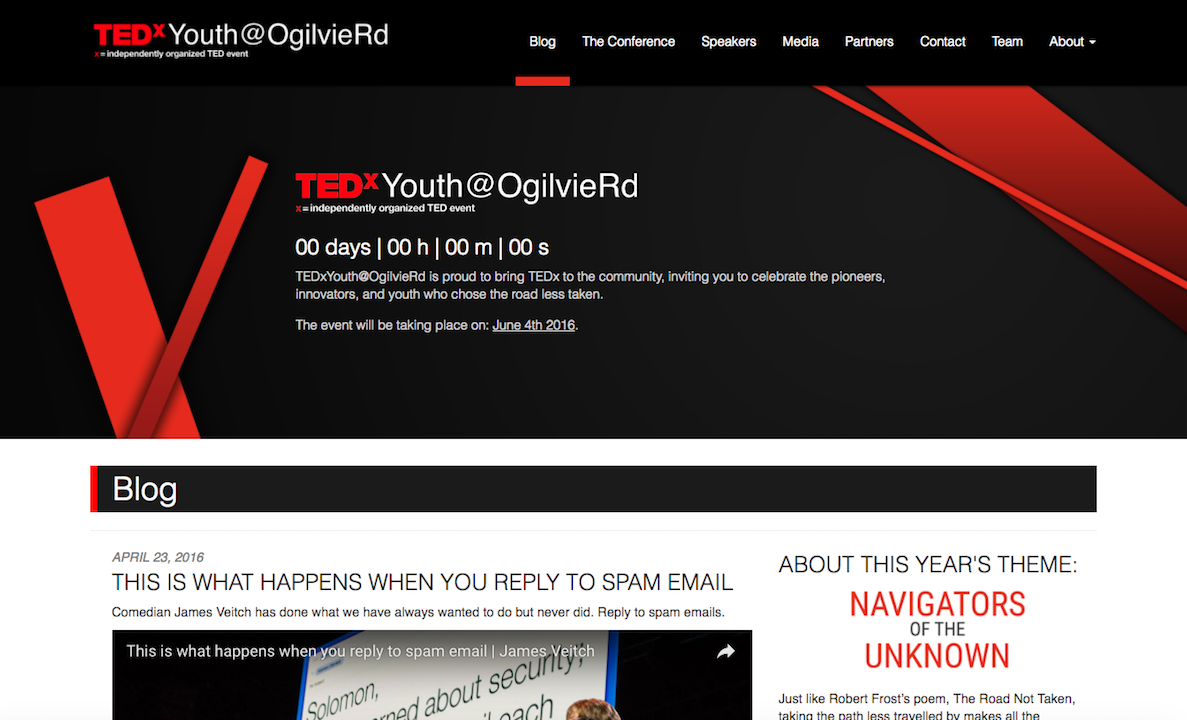 TEDx Youth@OgilvieRd
x = independently organized TED event
Blog The Conference Speakers Media Partners Contact Team About
TEDx Youth@OgilvieRd
x = independently organized TED event
00 days | 00 h | 00 m | 00 s
TEDxYouth@OgilvieRd is proud to bring TEDx to the community, inviting you to celebrate the pioneers,
innovators, and youth who chose the road less taken.
The event will be taking place on: June 4th 2016.
Blog
APRIL 23, 2016
THIS IS WHAT HAPPENS WHEN YOU REPLY TO SPAM EMAIL
Comedian James Veitch has done what we have always wanted to do but never did. Reply to spam emails.
This is what happens when you reply to spam email | James Veitch
Solomon,
about security;
each
ABOUT THIS YEAR'S THEME:
NAVIGATORS
OF THE
UNKNOWN
Just like Robert Frost's poem, The Road Not Taken,
taking the path less travelled by makes all the